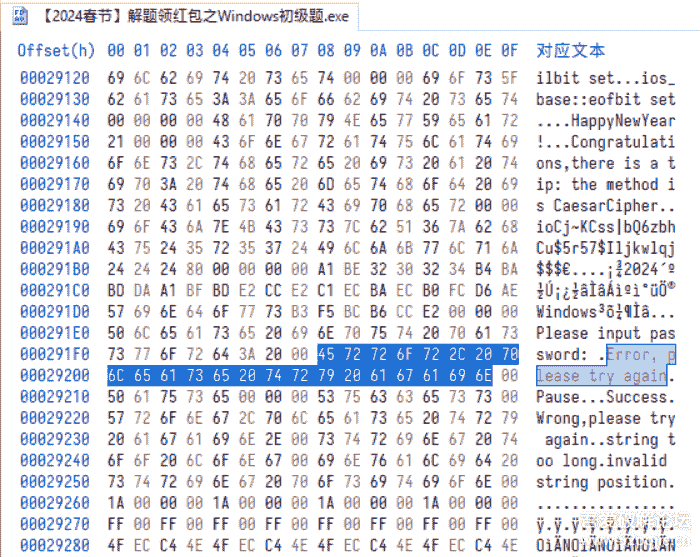 【2024春节】解题领红包之Windows初级题.exe
Offset(h) 00 01 02 03 04 05 06 07 08 09 0A 0B 0C 0D 0E 0F 对应文本
00029120 69 6C 62 69 74 20 73 65 74 00 00 00 69 6F 73 5F ilbit set...ios_
00029130 62 61 73 65 3A 3A 65 6F 66 62 69 74 20 73 65 74 base::eofbit set
00029140 00 00 00 00 48 61 70 70 79 4E 65 77 59 65 61 72 ....HappyNewYear
00029150 21 00 00 00 43 6F 6E 67 72 61 74 75 6C 61 74 69 !...Congratulati
00029160 6F 6E 73 2C 74 68 65 72 65 20 69 73 20 61 20 74 ons,there is a t
00029170 69 70 3A 20 74 68 65 20 6D 65 74 68 6F 64 20 69 ip: the method i
00029180 73 20 43 61 65 73 61 72 43 69 70 68 65 72 00 00 s CaesarCipher..
00029190 69 6F 43 6A 7E 4B 43 73 73 7C 62 51 36 7A 62 68 ioCj~KCss|bQ6zbh
000291A0 43 75 24 35 72 35 37 24 49 6C 6A 6B 77 6C 71 6A Cu$5r57$Iljkwlqj
000291B0 24 24 24 80 00 00 00 00 A1 BE 32 30 32 34 B4 BA $$$€....¡¾2024´º
000291C0 BD DA A1 BF BD E2 CC E2 C1 EC BA EC B0 FC D6 AE ½Ú¡¿½âÌâÁìºì°üÖ®
000291D0 57 69 6E 64 6F 77 73 B3 F5 BC B6 CC E2 00 00 00 Windows³õ¼¶Ìâ...
000291E0 50 6C 65 61 73 65 20 69 6E 70 75 74 20 70 61 73 Please input pas
000291F0 73 77 6F 72 64 3A 20 00 45 72 72 6F 72 2C 20 70 sword: .Error, p
00029200 6C 65 61 73 65 20 74 72 79 20 61 67 61 69 6E 00 lease try again.
00029210 50 61 75 73 65 00 00 00 53 75 63 63 65 73 73 00 Pause...Success.
00029220 57 72 6F 6E 67 2C 70 6C 65 61 73 65 20 74 72 79 Wrong,please try
00029230 20 61 67 61 69 6E 2E 00 73 74 72 69 6E 67 20 74 again..string t
00029240 6F 6F 20 6C 6F 6E 67 00 69 6E 76 61 6C 69 64 20 oo long.invalid
00029250 73 74 72 69 6E 67 20 70 6F 73 69 74 69 6F 6E 00 string position.
00029260 1A 00 00 00 1A 00 00 00 1A 00 00 00 1A 00 00 00 ................
00029270 FF 00 FF 00 FF 00 FF 00 FF 00 FF 00 FF 00 FF 00 ÿ.ÿ.ÿ.ÿ.ÿ.ÿ.ÿ.ÿ.
00029280 4F EC C4 4E 4F EC C4 4E 4F EC C4 4E 4F EC C4 4E OìÄNOìÄNOìÄNOìÄN